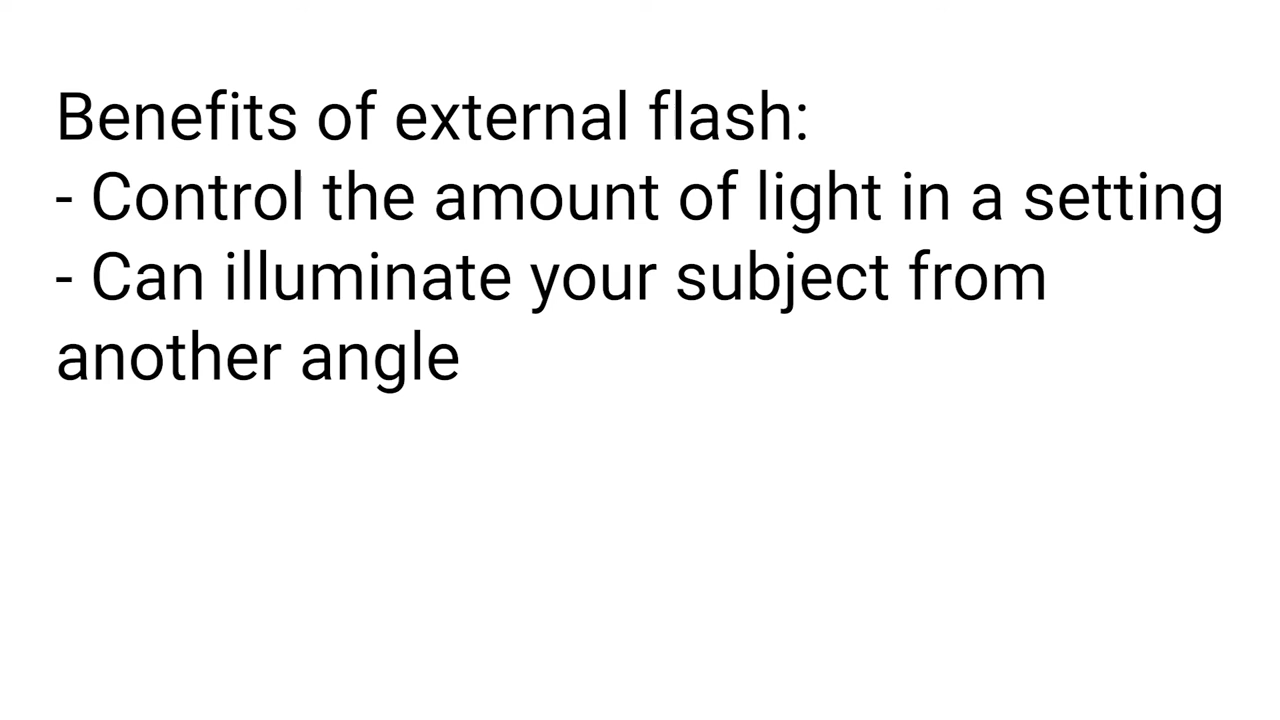 Benefits of external flash:
- Control the amount of light in a setting
- Can illuminate your subject from
another angle